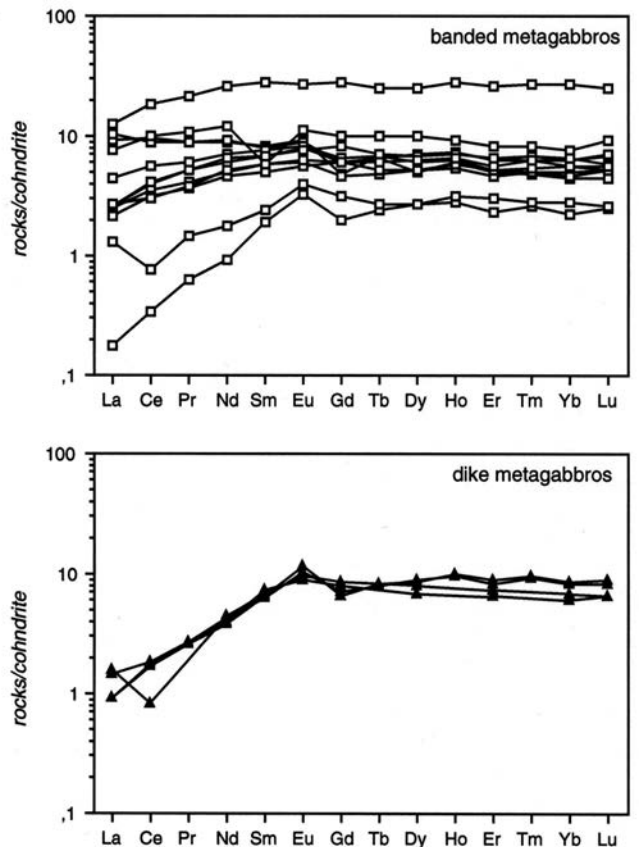 100
banded metagabbros
10
rocks/cohndrite
1
,1
La Ce Pr Nd Sm Eu Gd Tb Dy Ho Er Tm Yb Lu
100
dike metagabbros
10
rocks/cohndrite
1
,1
La Ce Pr Nd Sm Eu Gd Tb Dy Ho Er Tm Yb Lu